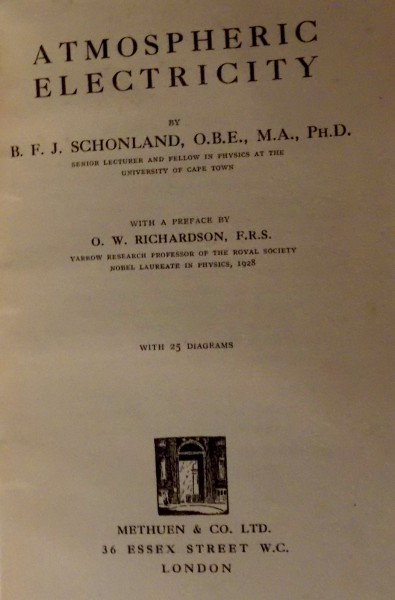 ATMOSPHERIC
ELECTRICITY
BY
B. F. J. SCHONLAND, O.B.E., M.A., PH.D.
SENIOR LECTURER AND FELLOW IN PHYSICS AT THE
UNIVERSITY OF CAPE TOWN
WITH A PREFACE BY
O. W. RICHARDSON, F.R.S.
YARROW RESEARCH PROFESSOR OF THE ROYAL SOCIETY
NOBEL LAUREATE IN PHYSICS, 1928
WITH 25 DIAGRAMS
METHUEN & CO. LTD.
36 ESSEX STREET W.C.
LONDON